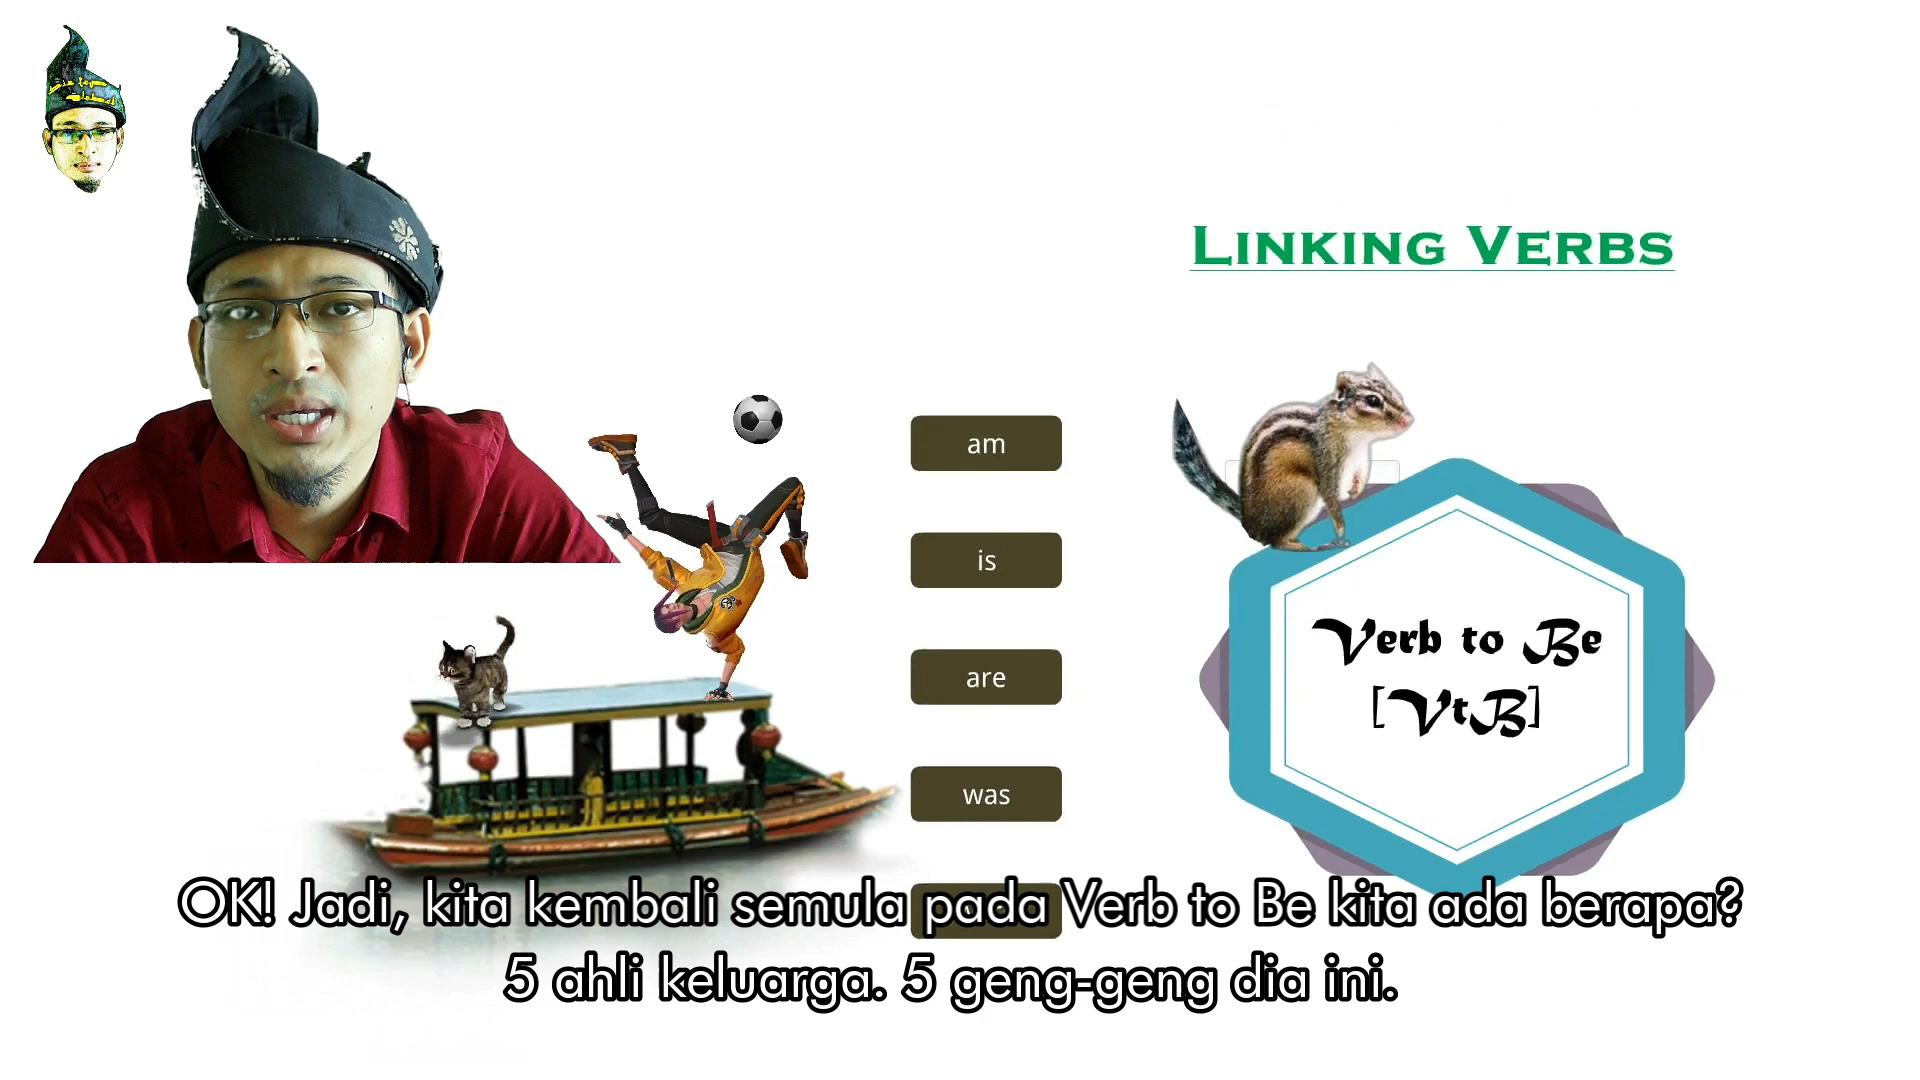 LINKING VERBS
am
is
are
was
Verb to Be
[VtB]
OK! Jadi, kita kembali semula pada Verb to Be kita ada berapa?
5 ahli keluarga. 5 geng-geng dia ini.